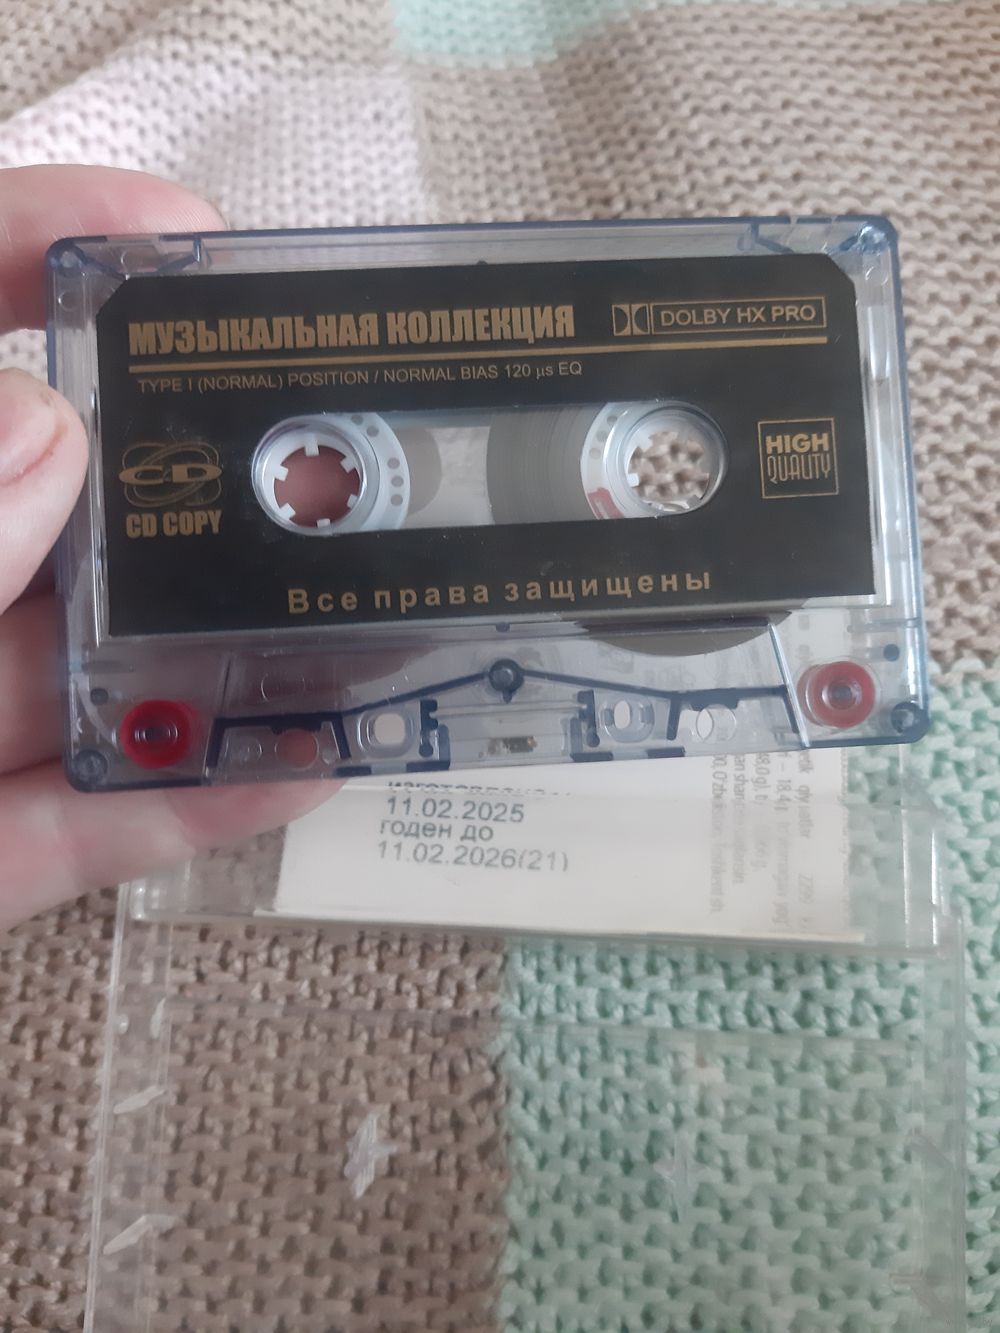 МУЗЫКАЛЬНАЯ КОЛЛЕКЦИЯ
DOLBY HX PRO
TYPE I (NORMAL) POSITION / NORMAL BIAS 120 µs EQ
CD
CD COPY
HIGH
QUALITY
Все права защищены
11.02.2025
годен до
11.02.2026(21)